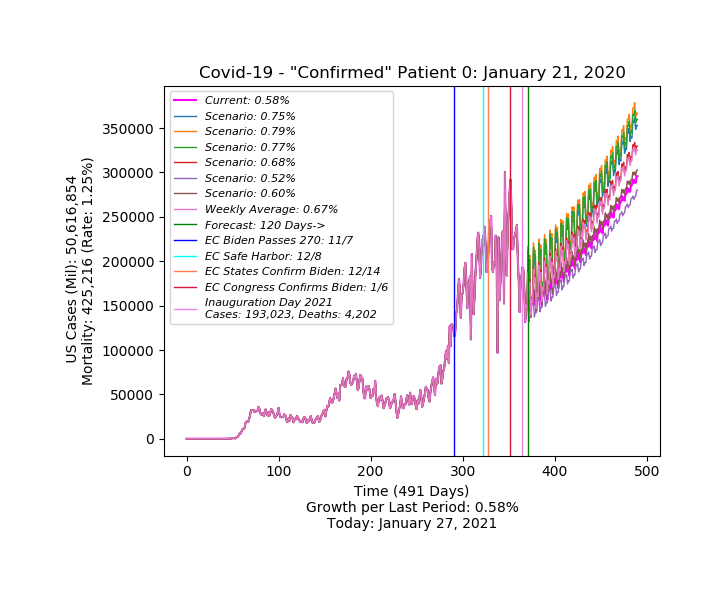 Covid-19 - "Confirmed" Patient 0: January 21, 2020
Current: 0.58%
Scenario: 0.75%
Scenario: 0.79%
Scenario: 0.77%
Scenario: 0.68%
Scenario: 0.52%
Scenario: 0.60%
Weekly Average: 0.67%
Forecast: 120 Days->
EC Biden Passes 270: 11/7
EC Safe Harbor: 12/8
EC States Confirm Biden: 12/14
EC Congress Confirms Biden: 1/6
Inauguration Day 2021
Cases: 193,023, Deaths: 4,202
US Cases (Mil): 50,616,854
Mortality: 425,216 (Rate: 1.25%)
350000
300000
250000
200000
150000
100000
50000
0
0 100 200 300 400 500
Time (491 Days)
Growth per Last Period: 0.58%
Today: January 27, 2021